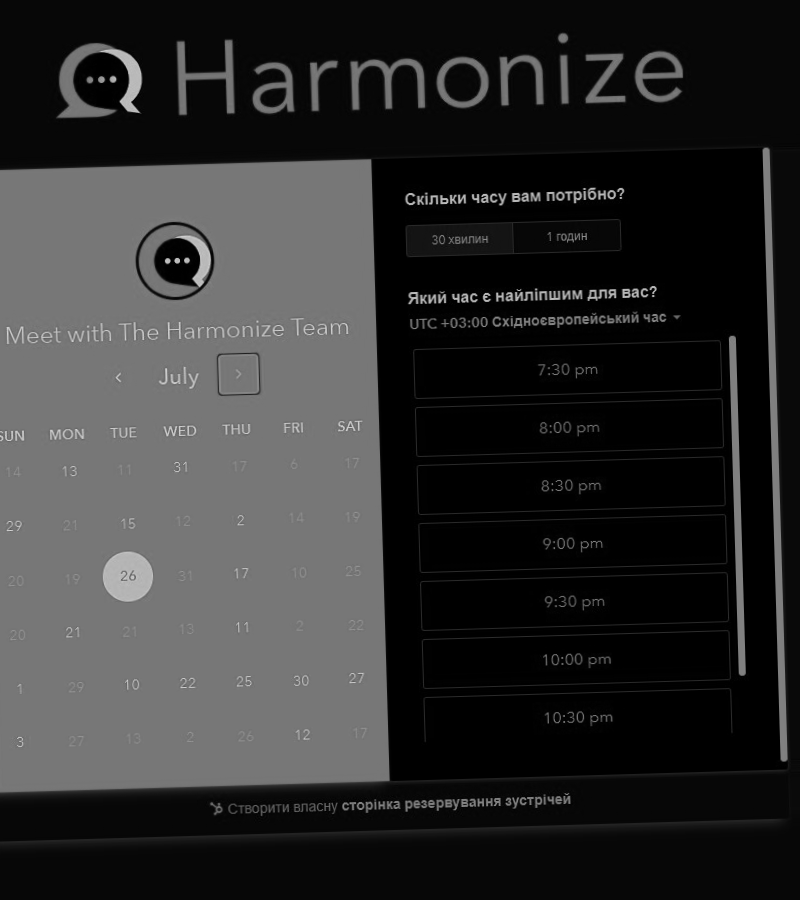 Harmonize
Meet with The Harmonize Team
July
SUN MON TUE WED THU FRI SAT
14 13 11 31 17 6 17
29 21 15 12 2 14 19
20 19 26 31 17 10 25
20 21 21 13 11 2 22
1 29 10 22 25 30 27
3 27 13 2 26 12 17
Скільки часу вам потрібно?
30 хвилин 1 годин
Який час є найліпшим для вас?
UTC +03:00 Східноєвропейський час
7:30 pm
8:00 pm
8:30 pm
9:00 pm
9:30 pm
10:00 pm
10:30 pm
Створити власну сторінка резервування зустрічей